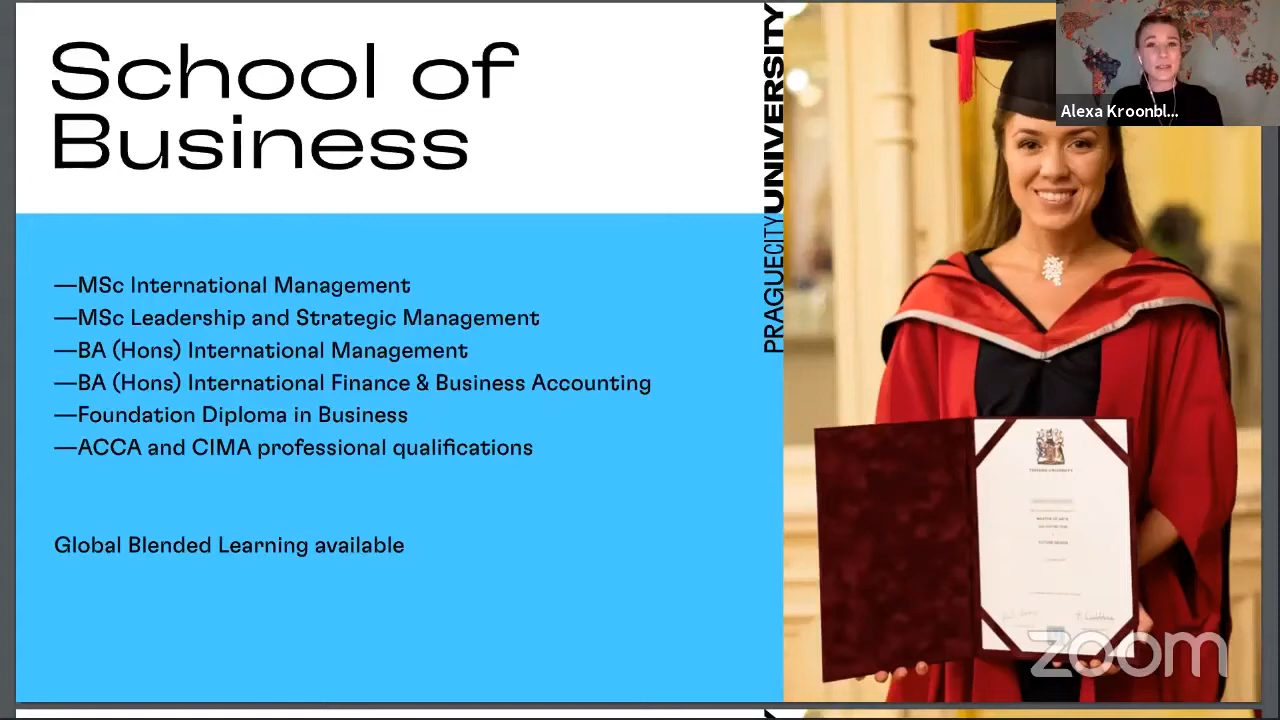 School of
Business
—MSc International Management
—MSc Leadership and Strategic Management
—BA (Hons) International Management
—BA (Hons) International Finance & Business Accounting
—Foundation Diploma in Business
—ACCA and CIMA professional qualifications
Global Blended Learning available
PRAGUECITYUNIVERSITY
Alexa Kroonbl...
zoom